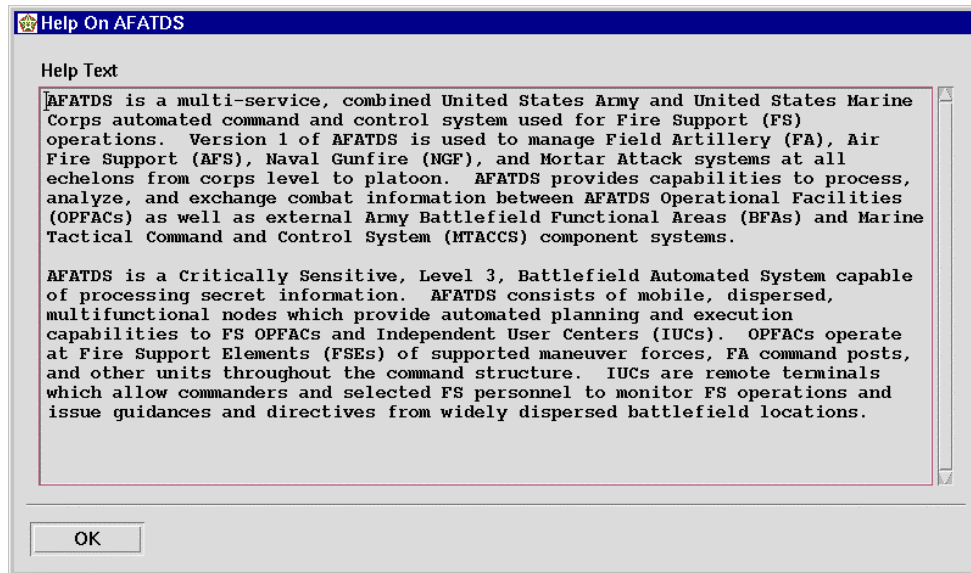 Help On AFATDS
Help Text
AFATDS is a multi-service, combined United States Army and United States Marine
Corps automated command and control system used for Fire Support (FS)
operations.  Version 1 of AFATDS is used to manage Field Artillery (FA), Air
Fire Support (AFS), Naval Gunfire (NGF), and Mortar Attack systems at all
echelons from corps level to platoon.  AFATDS provides capabilities to process,
analyze, and exchange combat information between AFATDS Operational Facilities
(OPFACs) as well as external Army Battlefield Functional Areas (BFAs) and Marine
Tactical Command and Control System (MTACCS) component systems.
AFATDS is a Critically Sensitive, Level 3, Battlefield Automated System capable
of processing secret information.  AFATDS consists of mobile, dispersed,
multifunctional nodes which provide automated planning and execution
capabilities to FS OPFACs and Independent User Centers (IUCs).  OPFACs operate
at Fire Support Elements (FSEs) of supported maneuver forces, FA command posts,
and other units throughout the command structure.  IUCs are remote terminals
which allow commanders and selected FS personnel to monitor FS operations and
issue guidances and directives from widely dispersed battlefield locations.
OK